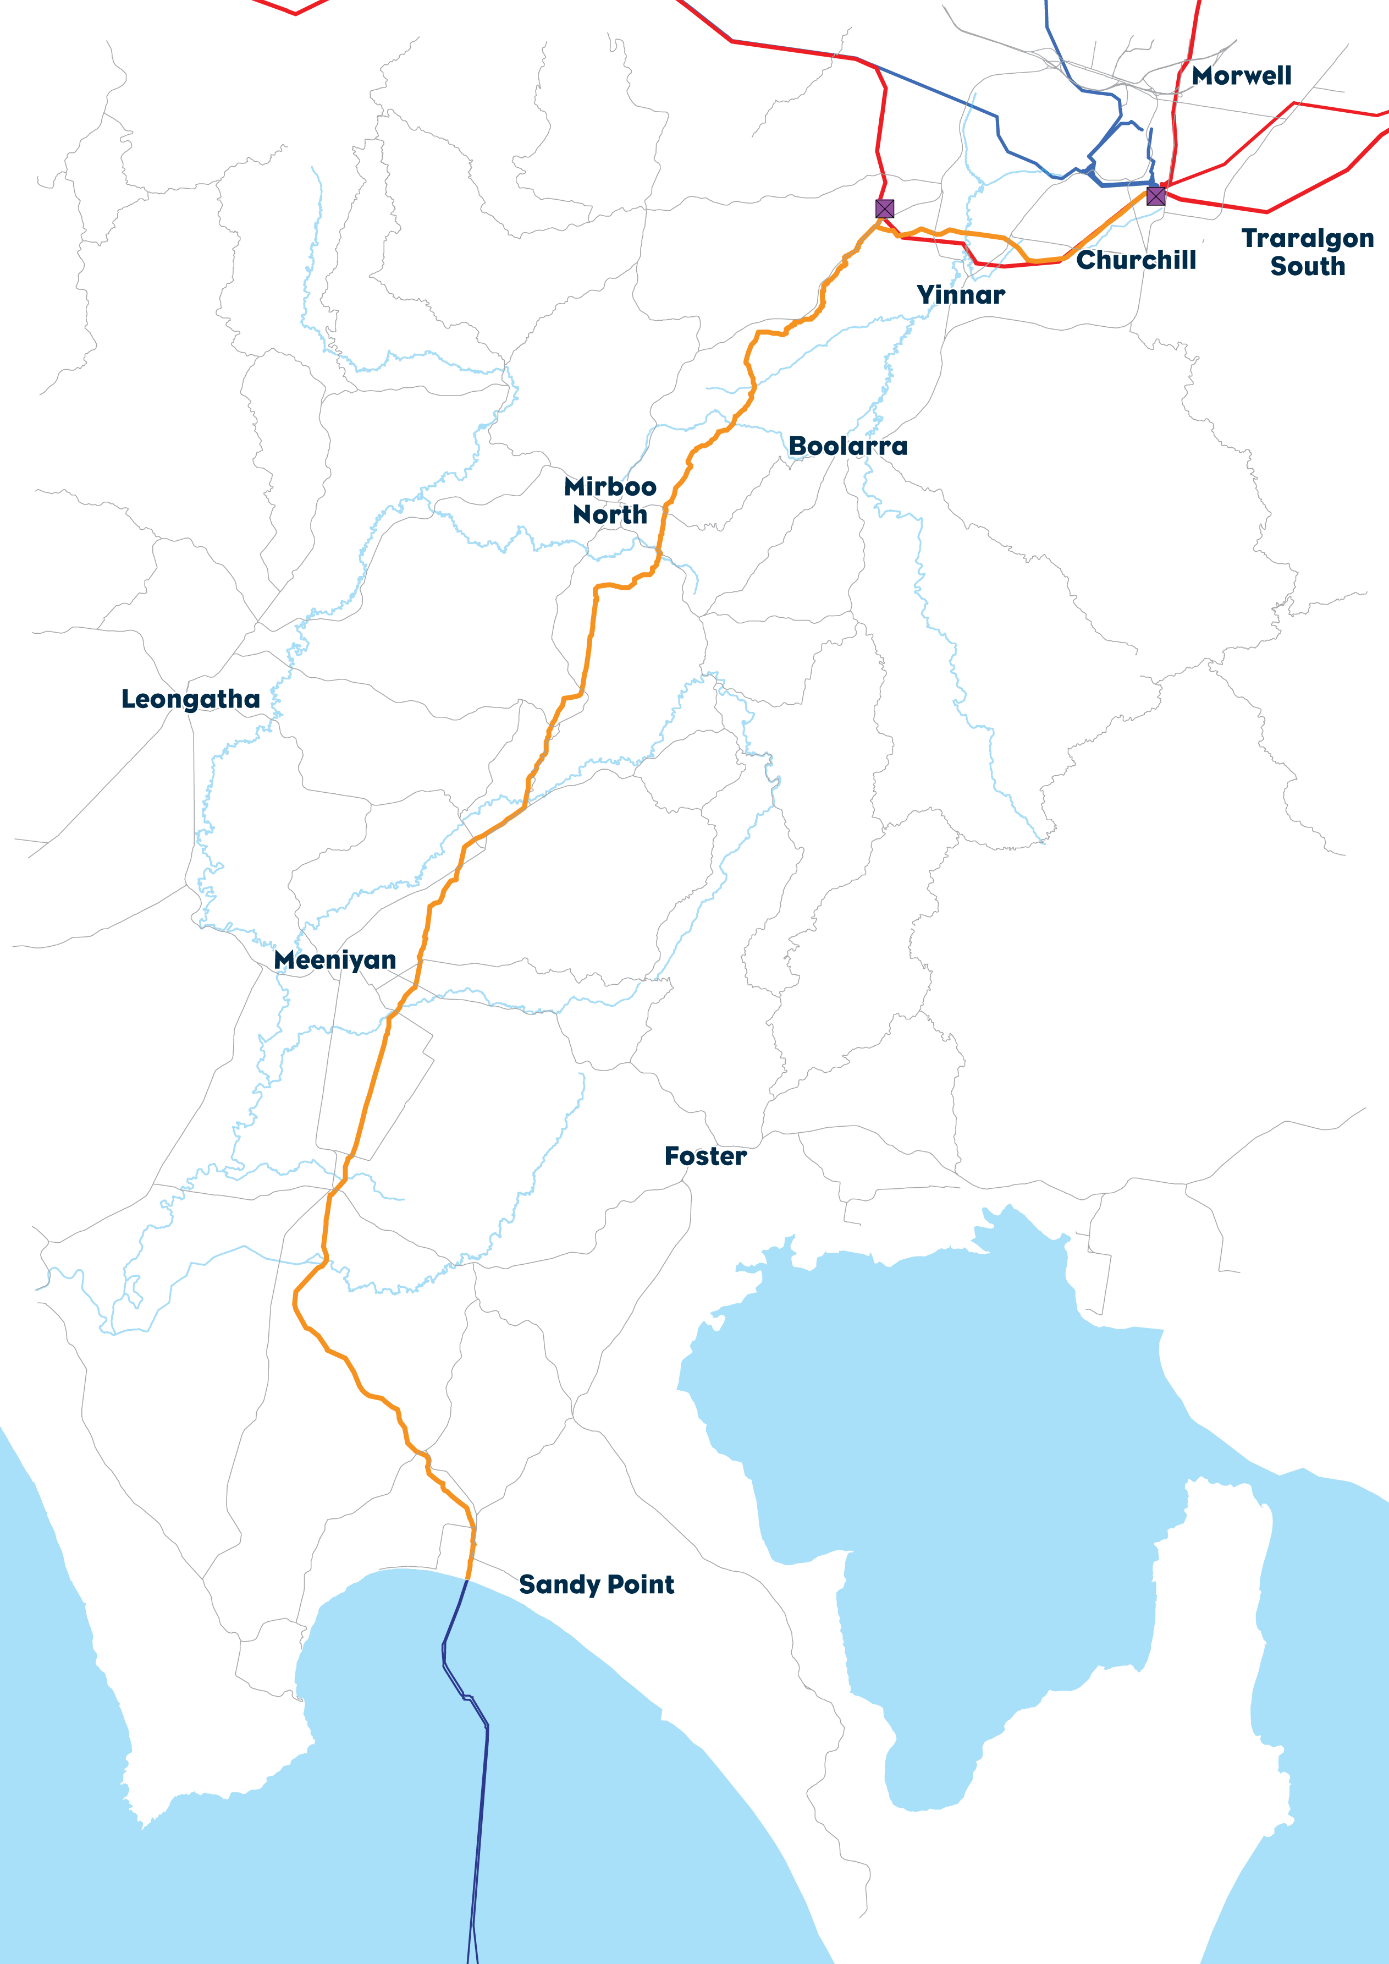 Morwell
Traralgon
South
Churchill
Yinnar
Boolarra
Mirboo
North
Leongatha
Meeniyan
Foster
Sandy Point